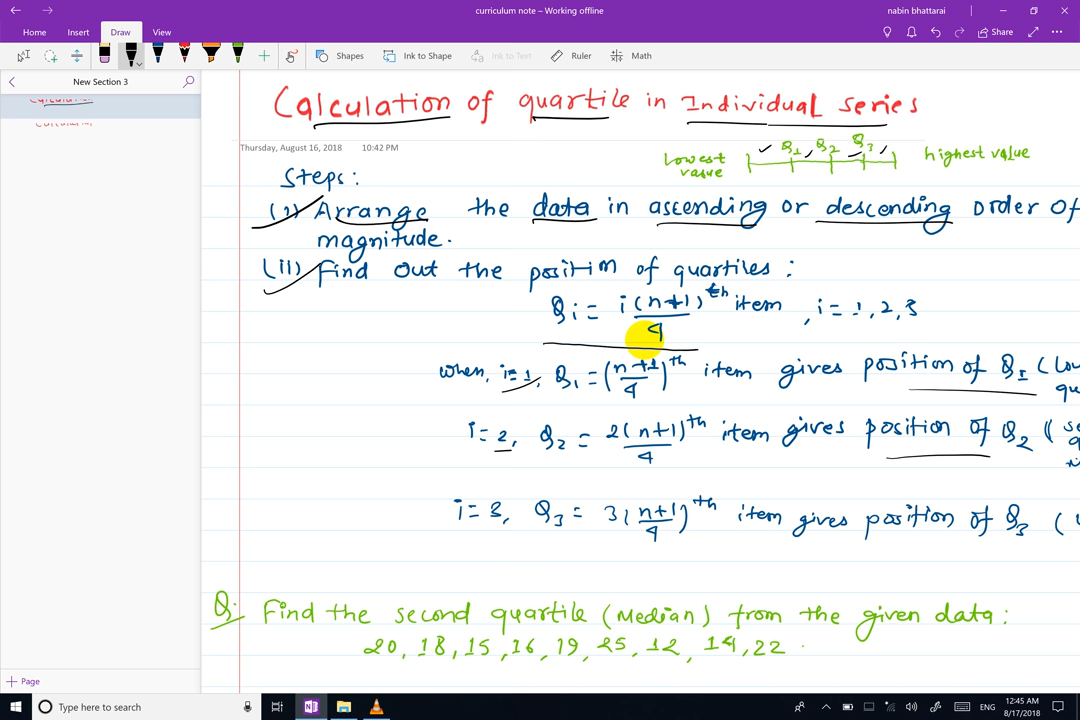 curriculum note – Working offline
nabin bhattarai
Home Insert Draw View
Share
Shapes Ink to Shape Ink to Text Ruler Math
New Section 3
Calculation of quartile in Individual series
Thursday, August 16, 2018 10:42 PM
Q1, Q2 Q3,
lowest value
highest value
Steps:
(i) Arrange the data in ascending or descending order of
magnitude.
(ii) Find out the position of quartiles:
Qi = i(n+1)/4 th item, i = 1, 2, 3
when, i=1, Q1 = (n+1/4)th item gives position of Q1 (
i=2, Q2 = 2(n+1/4)th item gives position of Q2 (
i=3, Q3 = 3(n+1/4)th item gives position of Q3 (
Q. Find the second quartile (Median) from the given data:
20, 18, 15, 16, 19, 25, 12, 14, 22.
+ Page
Type here to search
ENG
12:45 AM
8/17/2018